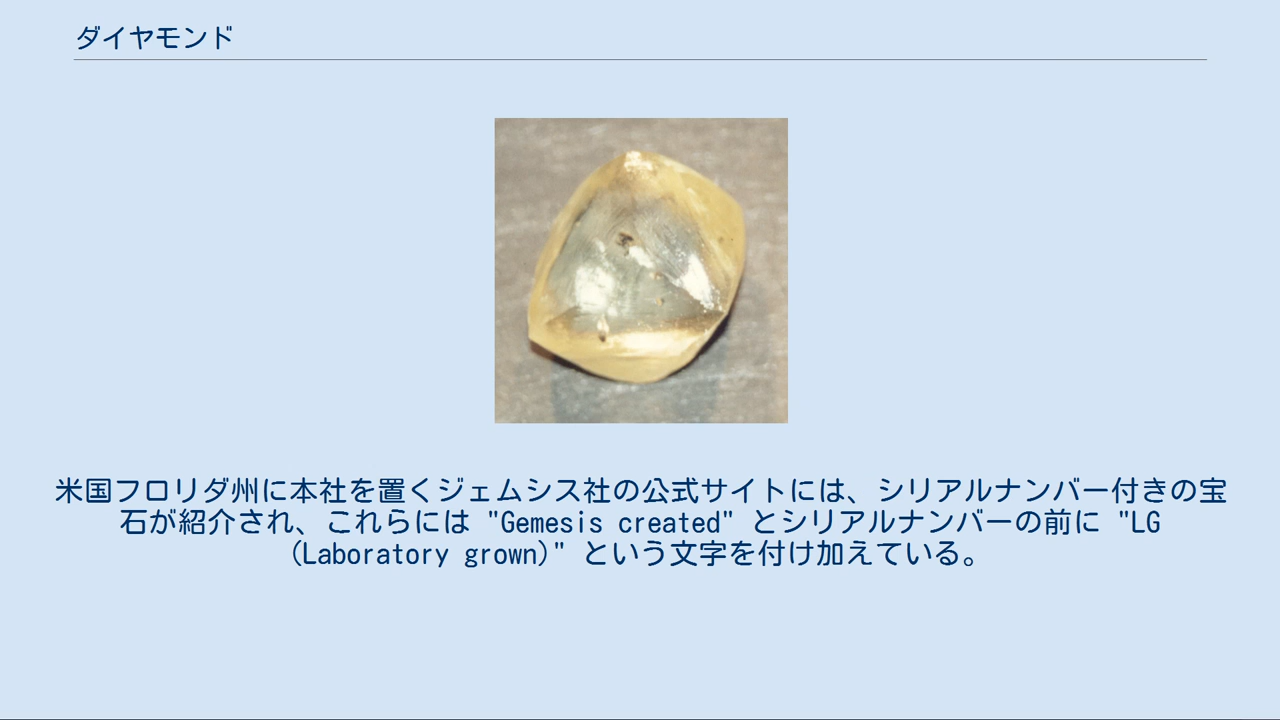 ダイヤモンド
米国フロリダ州に本社を置くジェムシス社の公式サイトには、シリアルナンバー付きの宝
石が紹介され、これらには "Gemesis created" とシリアルナンバーの前に "LG
(Laboratory grown)" という文字を付け加えている。